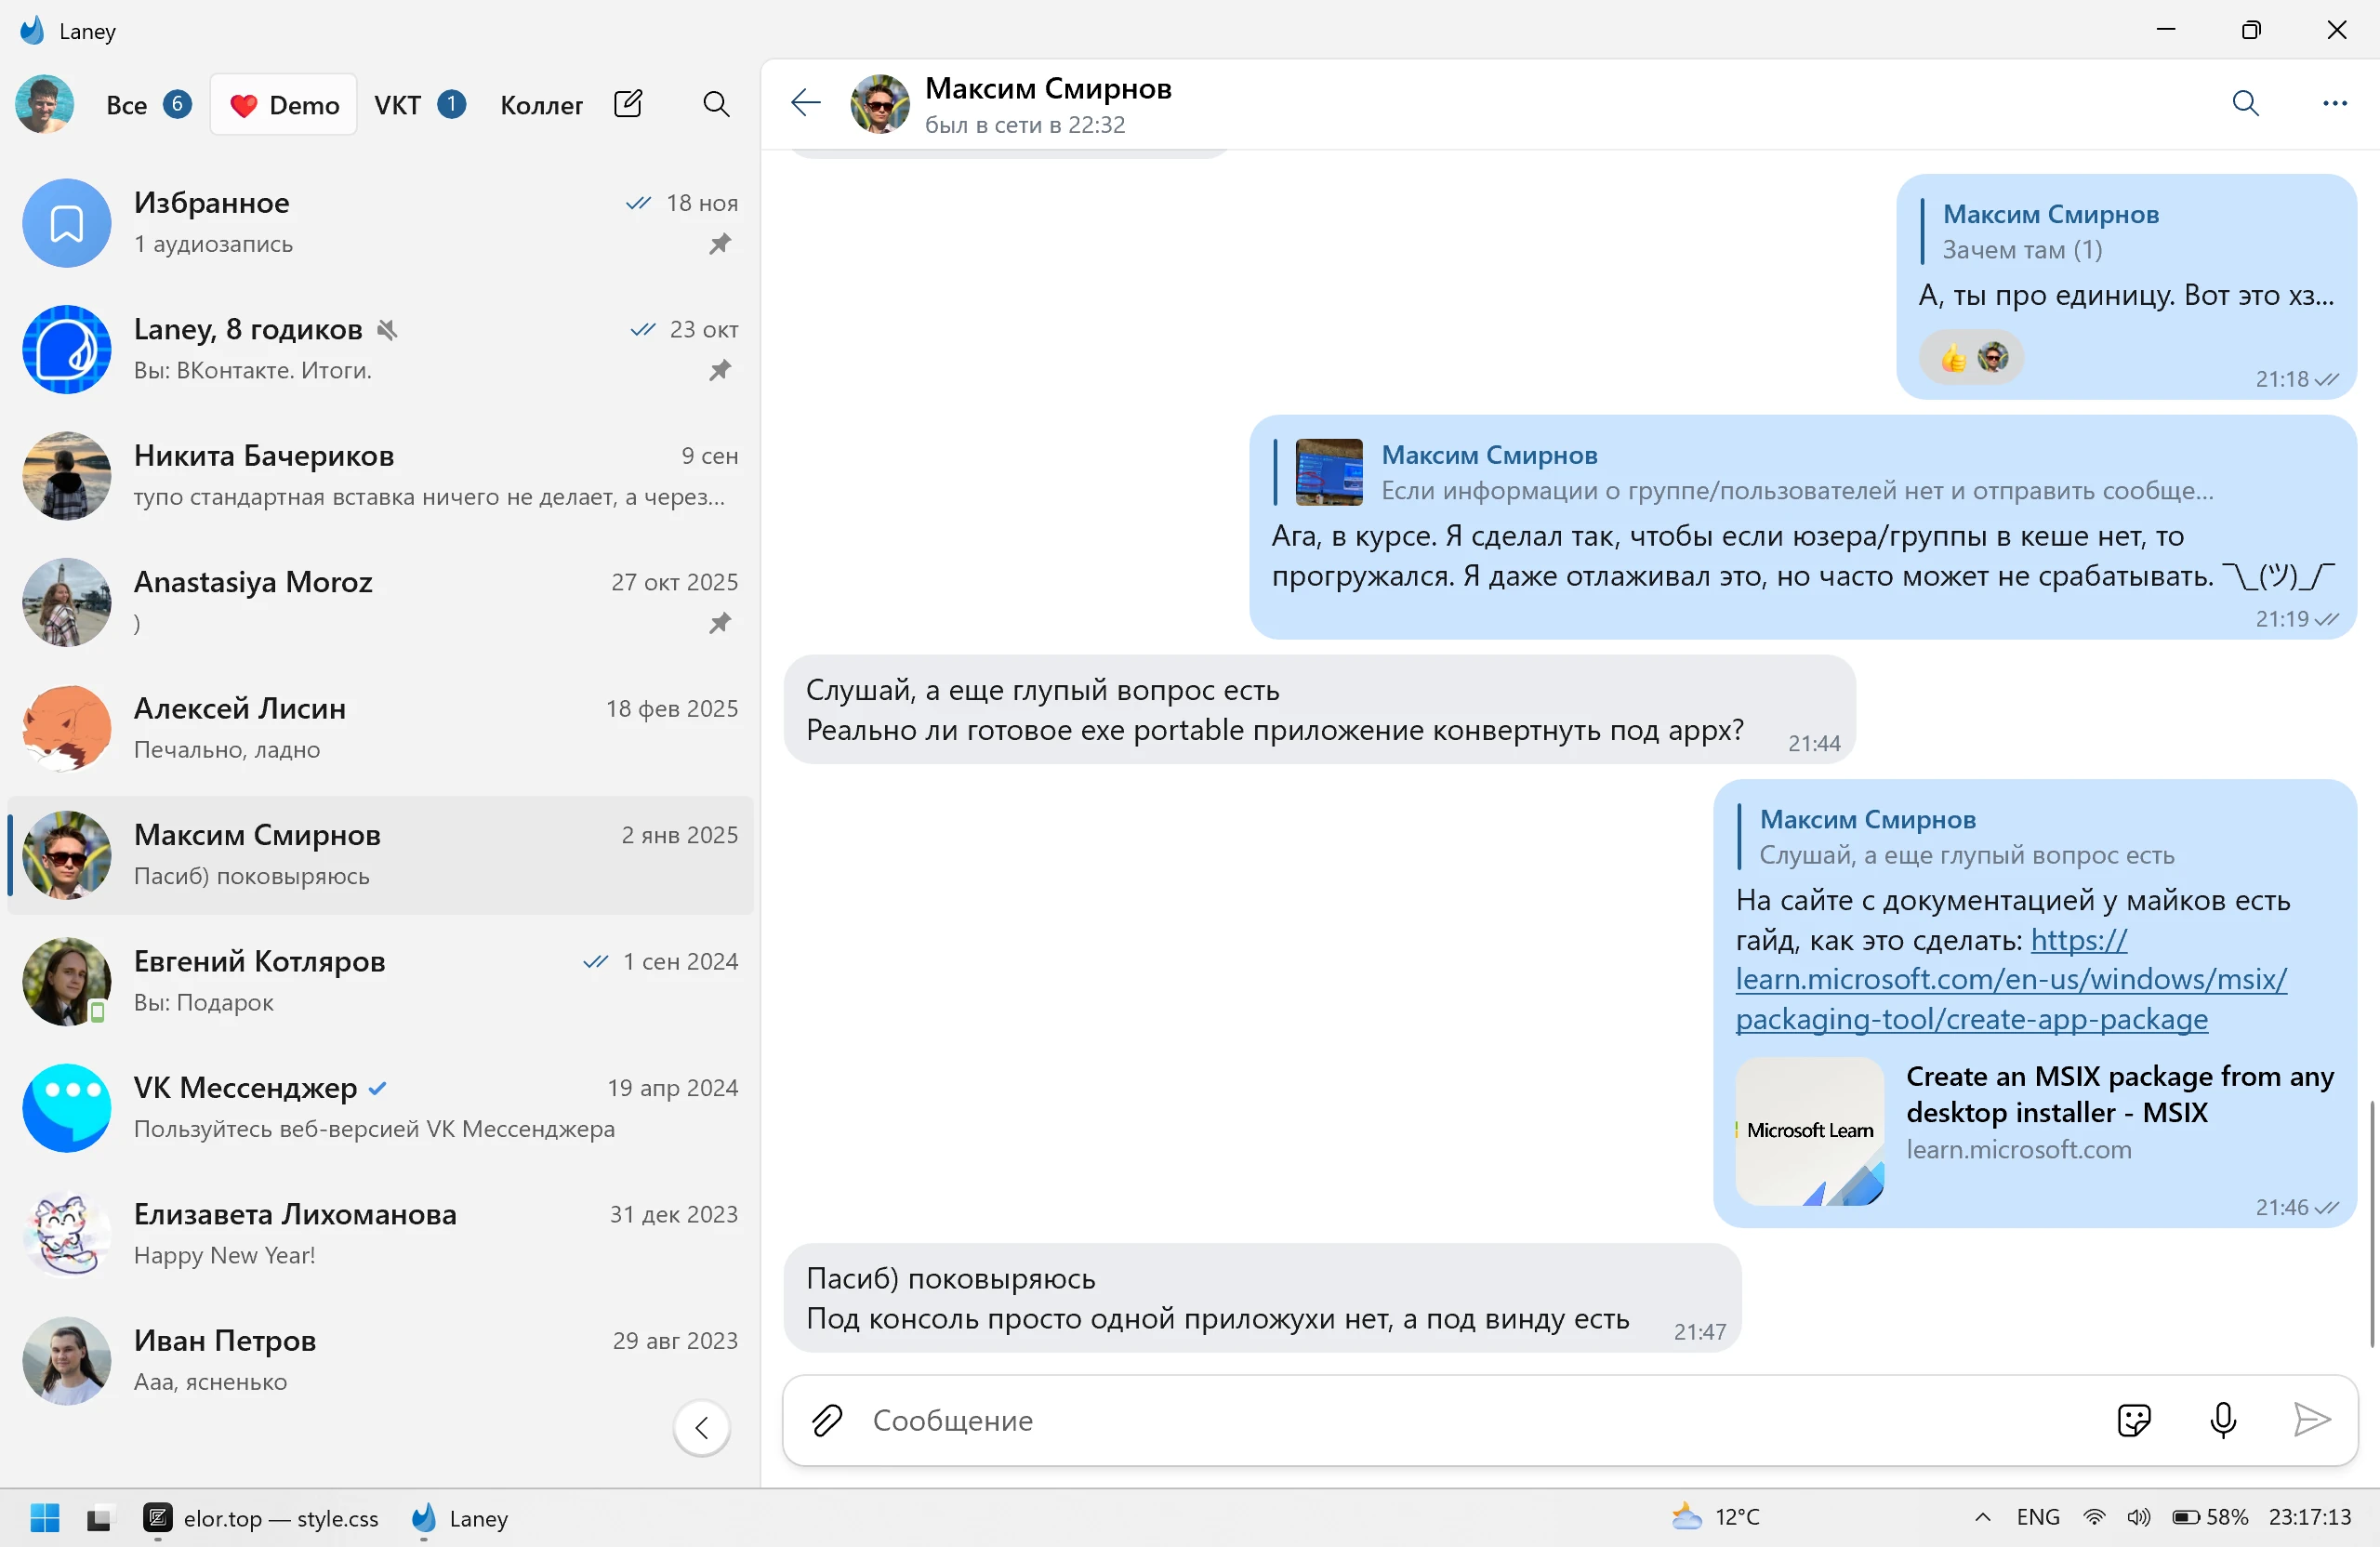 Laney
Все 6
Demo
VKT 1
Коллег
Избранное
18 ноя
1 аудиозапись
Laney, 8 годиков
23 окт
Вы: ВКонтакте. Итоги.
Никита Бачериков
9 сен
тупо стандартная вставка ничего не делает, а через...
Anastasiya Moroz
27 окт 2025
)
Алексей Лисин
18 фев 2025
Печально, ладно
Максим Смирнов
2 янв 2025
Пасиб) поковыряюсь
Евгений Котляров
1 сен 2024
Вы: Подарок
VK Мессенджер
19 апр 2024
Пользуйтесь веб-версией VK Мессенджера
Елизавета Лихоманова
31 дек 2023
Happy New Year!
Иван Петров
29 авг 2023
Ааа, ясненько
Максим Смирнов
был в сети в 22:32
Максим Смирнов
Зачем там (1)
А, ты про единицу. Вот это хз...
21:18
Максим Смирнов
Если информации о группе/пользователей нет и отправить сообще...
Ага, в курсе. Я сделал так, чтобы если юзера/группы в кеше нет, то
прогружался. Я даже отлаживал это, но часто может не срабатывать. ¯\_(ツ)_/¯
21:19
Слушай, а еще глупый вопрос есть
Реально ли готовое exe portable приложение конвертнуть под appx?
21:44
Максим Смирнов
Слушай, а еще глупый вопрос есть
На сайте с документацией у майков есть
гайд, как это сделать: https://
learn.microsoft.com/en-us/windows/msix/
packaging-tool/create-app-package
Microsoft Learn
Create an MSIX package from any
desktop installer - MSIX
learn.microsoft.com
21:46
Пасиб) поковыряюсь
Под консоль просто одной приложухи нет, а под винду есть
21:47
Сообщение
elor.top — style.css
Laney
12°C
ENG
58%
23:17:13